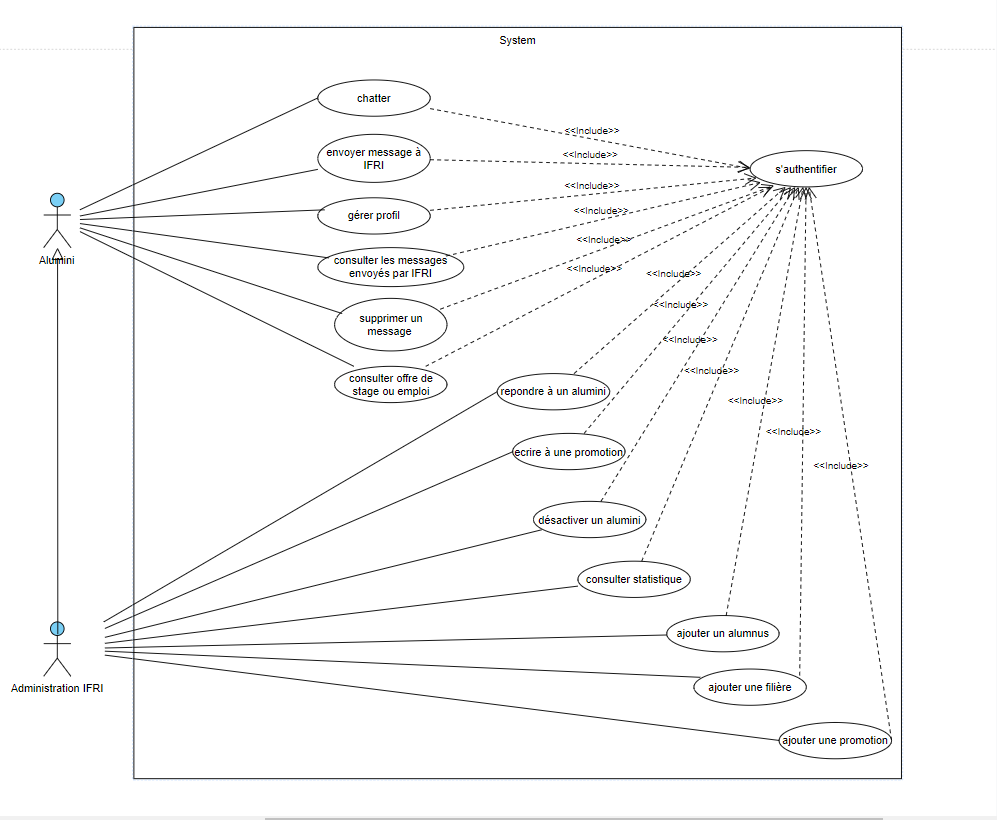 System
chatter
<<Include>>
envoyer message à
IFRI
<<Include>>
s'authentifier
<<Include>>
gérer profil
<<Include>>
Alumini
consulter les messages
envoyés par IFRI
<<Include>>
<<Include>>
<<Include>>
supprimer un
message
<<Include>>
<<Include>>
consulter offre de
stage ou emploi
<<Include>>
repondre à un alumini
<<Include>>
<<Include>>
ecrire à une promotion
<<Include>>
désactiver un alumini
consulter statistique
ajouter un alumnus
Administration IFRI
ajouter une filière
ajouter une promotion